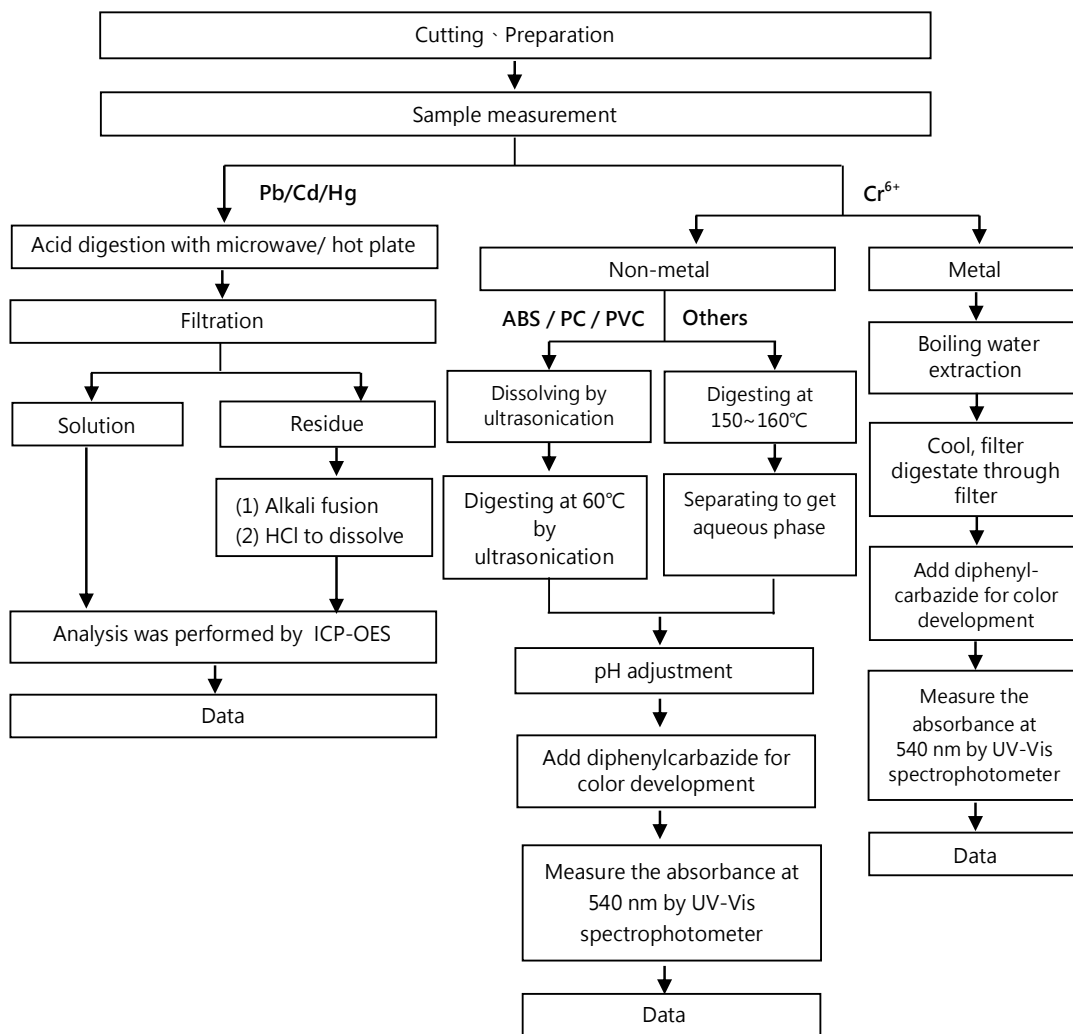 Cutting、Preparation
Sample measurement
Pb/Cd/Hg
Acid digestion with microwave/ hot plate
Filtration
Solution
Residue
(1) Alkali fusion
(2) HCl to dissolve
Analysis was performed by ICP-OES
Data
Cr⁶⁺
Non-metal
ABS / PC / PVC
Others
Dissolving by
ultrasonication
Digesting at
150~160℃
Digesting at 60℃
by
ultrasonication
Separating to get
aqueous phase
pH adjustment
Add diphenylcarbazide for
color development
Measure the absorbance at
540 nm by UV-Vis
spectrophotometer
Data
Metal
Boiling water
extraction
Cool, filter
digestate through
filter
Add diphenyl-
carbazide for color
development
Measure the
absorbance at
540 nm by UV-Vis
spectrophotometer
Data